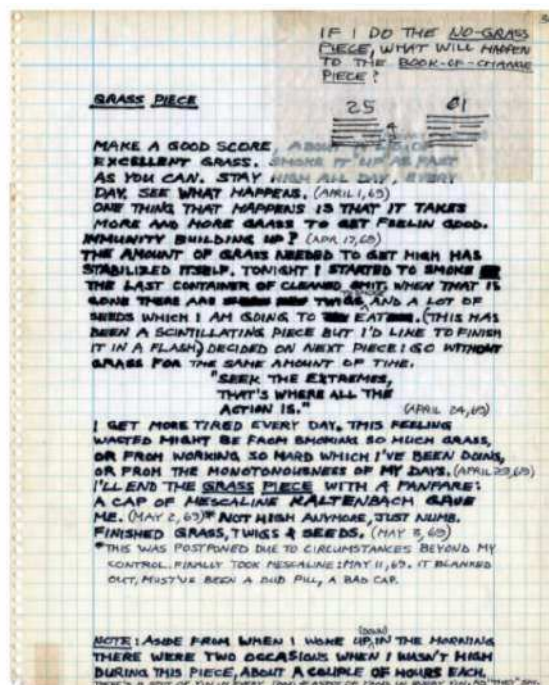 3
IF I DO THE NO-GRASS
PIECE, WHAT WILL HAPPEN
TO THE BOOK-OF-CHANGE
PIECE?
25 61
GRASS PIECE
MAKE A GOOD SCORE, ABOUT A
EXCELLENT GRASS. SMOKE IT UP AS FAST
AS YOU CAN. STAY HIGH ALL DAY, EVERY
DAY. SEE WHAT HAPPENS. (APRIL 1, 69)
ONE THING THAT HAPPENS IS THAT IT TAKES
MORE AND MORE GRASS TO GET FEELIN GOOD.
IMMUNITY BUILDING UP? (APR 17, 69)
THE AMOUNT OF GRASS NEEDED TO GET HIGH HAS
STABILIZED ITSELF. TONIGHT I STARTED TO SMOKE
THE LAST CONTAINER OF CLEANED SHIT. WHEN THAT IS
GONE THERE ARE TWIGS, AND A LOT OF
SEEDS WHICH I AM GOING TO EAT. (THIS HAS
BEEN A SCINTILLATING PIECE BUT I'D LIKE TO FINISH
IT IN A FLASH) DECIDED ON NEXT PIECE: GO WITHOUT
GRASS FOR THE SAME AMOUNT OF TIME.
"SEEK THE EXTREMES,
THAT'S WHERE ALL THE
ACTION IS." (APRIL 24, 69)
I GET MORE TIRED EVERY DAY. THIS FEELING
WASTED MIGHT BE FROM SMOKING SO MUCH GRASS,
OR FROM WORKING SO HARD WHICH I'VE BEEN DOING,
OR FROM THE MONOTONOUSNESS OF MY DAYS. (APRIL 29, 69)
I'LL END THE GRASS PIECE WITH A FANFARE:
A CAP OF MESCALINE KALTENBACH GAVE
ME. (MAY 2, 69)* NOT HIGH ANYMORE, JUST NUMB.
FINISHED GRASS, TWIGS & SEEDS. (MAY 3, 69)
*THIS WAS POSTPONED DUE TO CIRCUMSTANCES BEYOND MY
CONTROL. FINALLY TOOK MESCALINE: MAY 11, 69. IT BLANKED
OUT, MUST'VE BEEN A DUD PILL, A BAD CAP.
(DOWN)
NOTE: ASIDE FROM WHEN I WOKE UP, IN THE MORNING
THERE WERE TWO OCCASIONS WHEN I WASN'T HIGH
DURING THIS PIECE, ABOUT A COUPLE OF HOURS EACH.